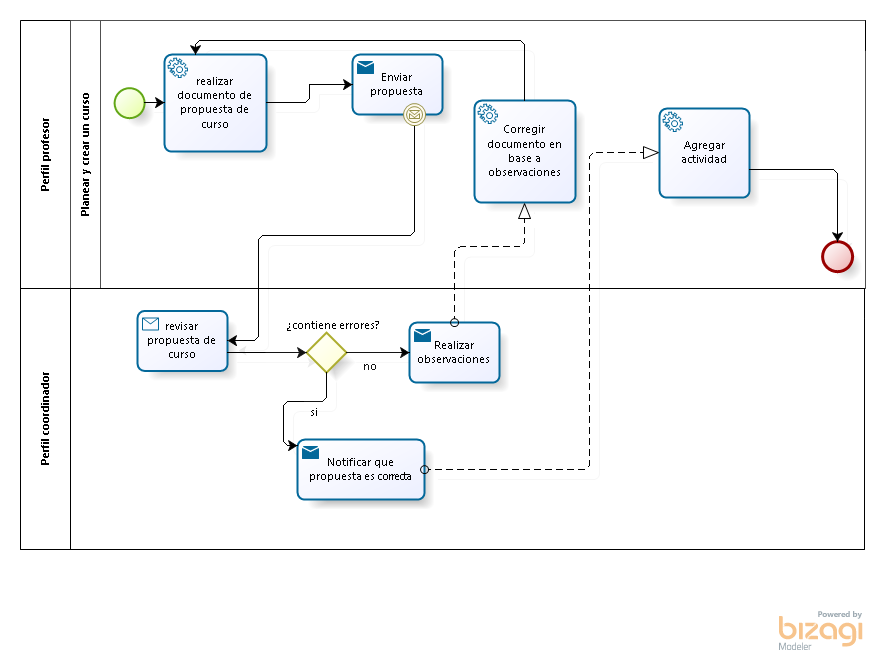 Perfil profesor
Planear y crear un curso
realizar
documento de
propuesta de
curso
Enviar
propuesta
Corregir
documento en
base a
observaciones
Agregar
actividad
Perfil coordinador
revisar
propuesta de
curso
¿contiene errores?
no
si
Realizar
observaciones
Notificar que
propuesta es correcta
Powered by
bizagi
Modeler